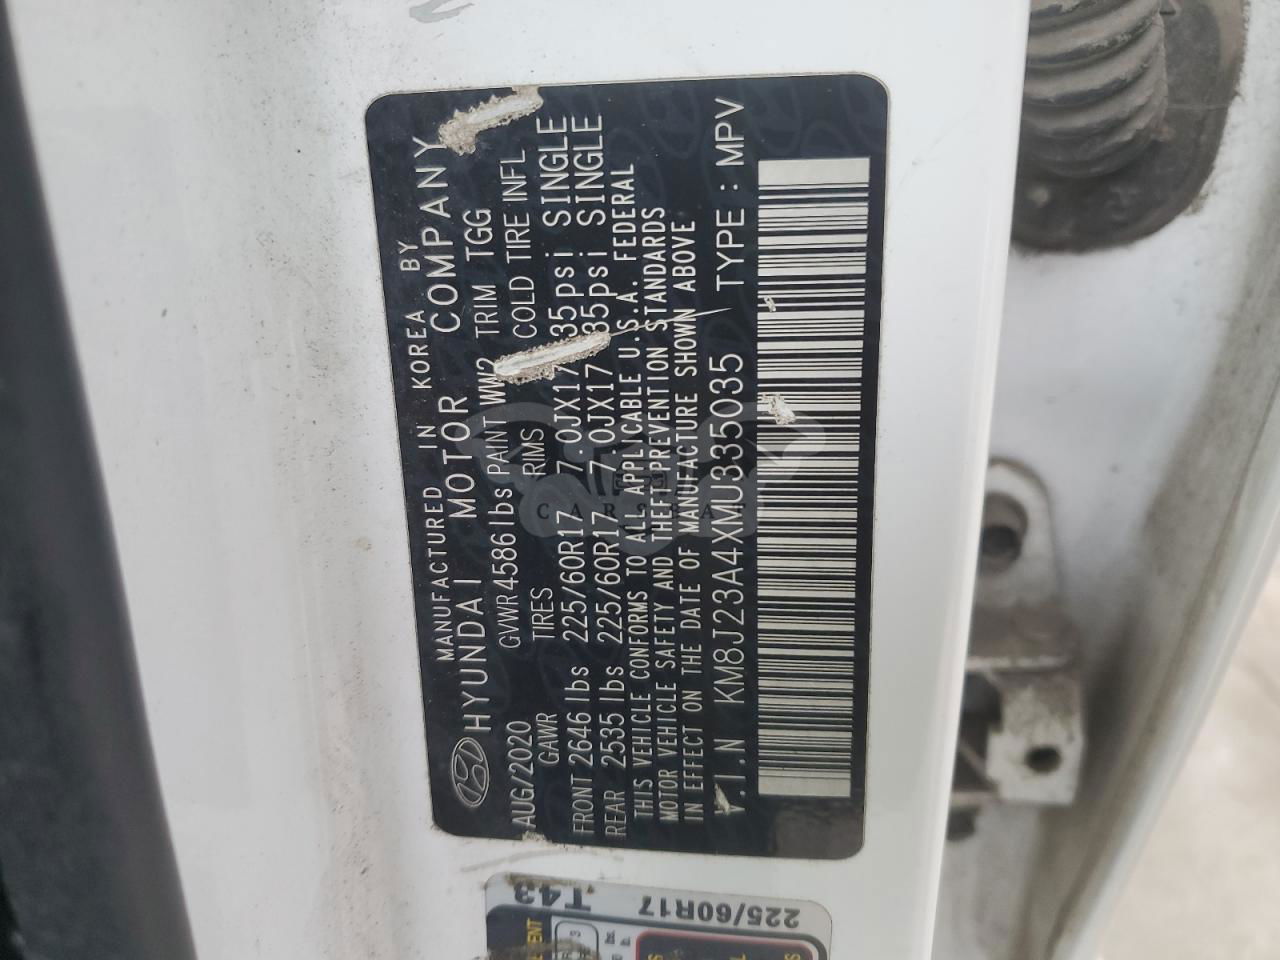 MANUFACTURED IN KOREA BY
HYUNDAI MOTOR COMPANY
AUG/2020 GVWR 4586 lbs PAINT WW2 TRIM TGG
GAWR TIRES RIMS COLD TIRE INFL
FRONT 2646 lbs 225/60R17 7.0JX17 35psi SINGLE
REAR 2535 lbs 225/60R17 7.0JX17 35psi SINGLE
THIS VEHICLE CONFORMS TO ALL APPLICABLE U.S.A. FEDERAL
MOTOR VEHICLE SAFETY AND THEFT PREVENTION STANDARDS
IN EFFECT ON THE DATE OF MANUFACTURE SHOWN ABOVE
V.I.N KM8J23A4XMU335035 TYPE : MPV
T43
225/60R17